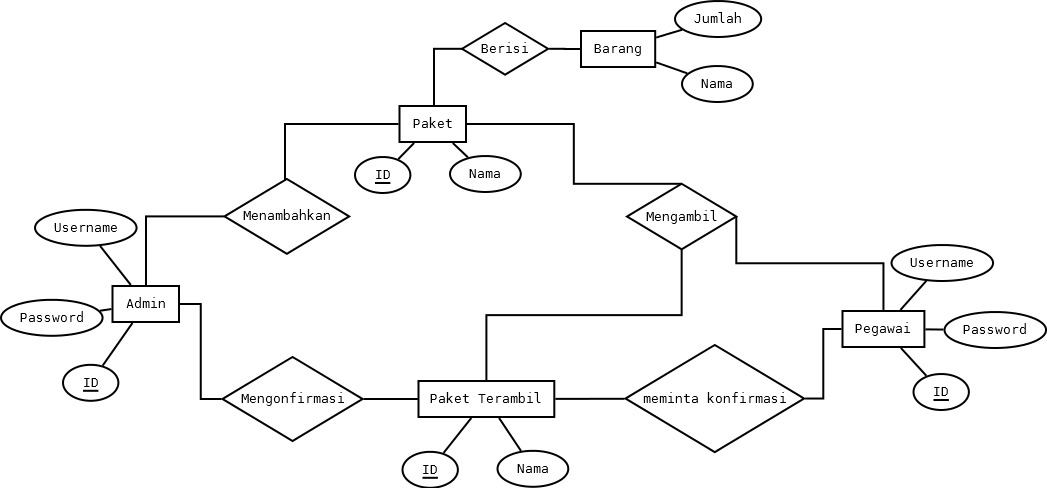 Jumlah
Berisi
Barang
Nama
Paket
ID
Nama
Menambahkan
Mengambil
Username
Username
Admin
Password
Pegawai
Password
ID
ID
Mengonfirmasi
Paket Terambil
meminta konfirmasi
ID
Nama